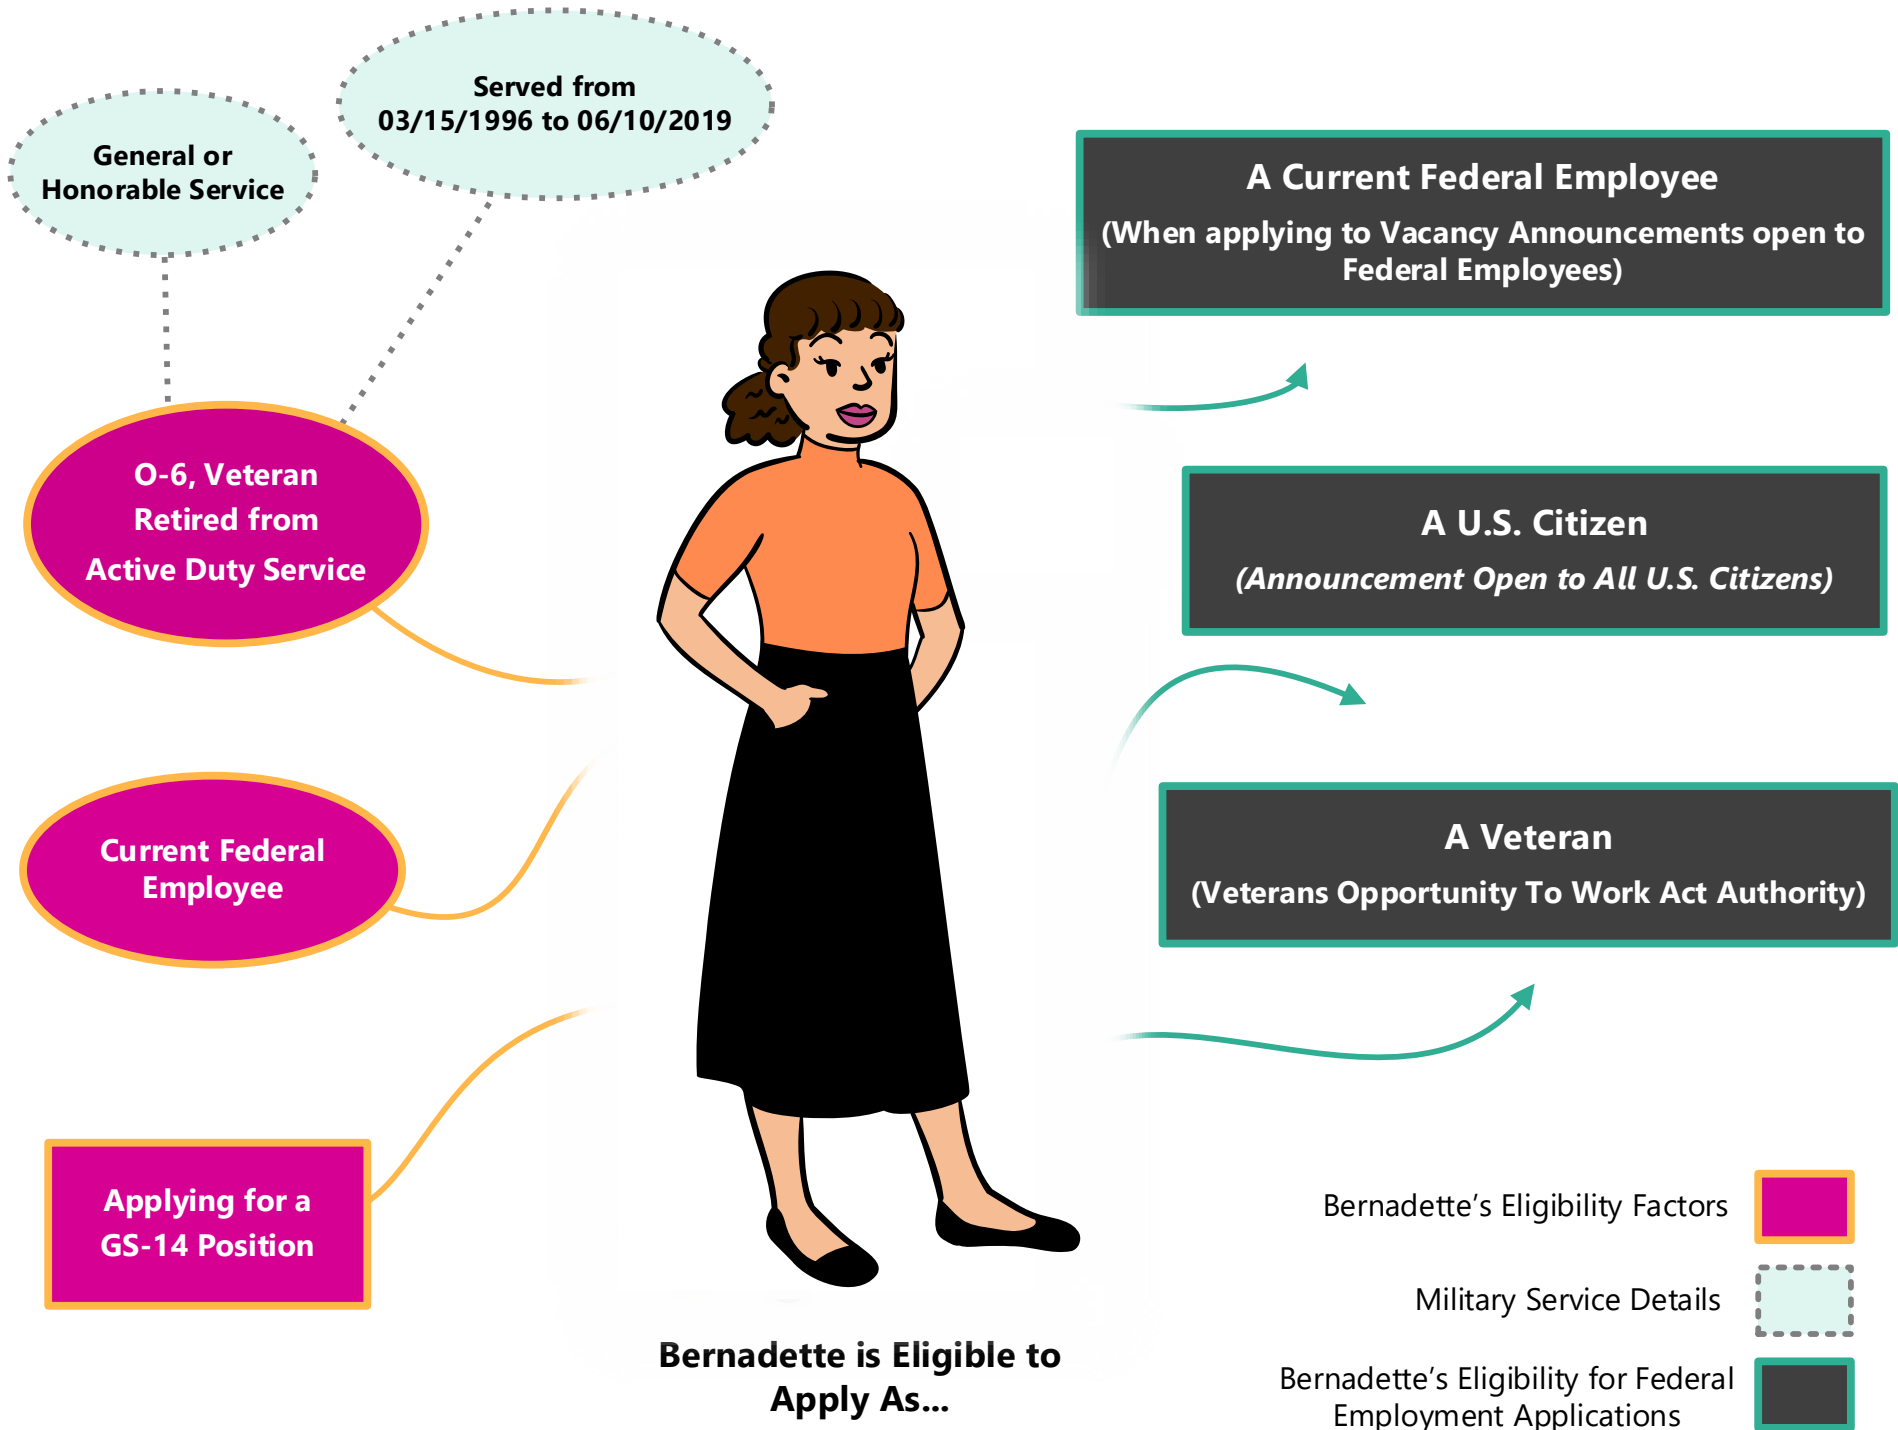 Served from
03/15/1996 to 06/10/2019
General or
Honorable Service
O-6, Veteran
Retired from
Active Duty Service
Current Federal
Employee
Applying for a
GS-14 Position
Bernadette is Eligible to
Apply As...
A Current Federal Employee
(When applying to Vacancy Announcements open to
Federal Employees)
A U.S. Citizen
(Announcement Open to All U.S. Citizens)
A Veteran
(Veterans Opportunity To Work Act Authority)
Bernadette’s Eligibility Factors
Military Service Details
Bernadette’s Eligibility for Federal
Employment Applications